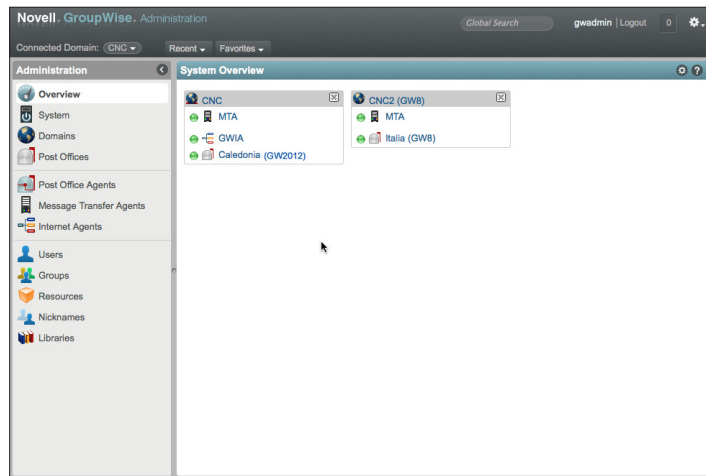 Novell. GroupWise. Administration
Global Search
gwadmin | Logout
0
Connected Domain: CNC
Recent
Favorites
Administration
Overview
System
Domains
Post Offices
Post Office Agents
Message Transfer Agents
Internet Agents
Users
Groups
Resources
Nicknames
Libraries
System Overview
CNC
MTA
GWIA
Caledonia (GW2012)
CNC2 (GW8)
MTA
Italia (GW8)